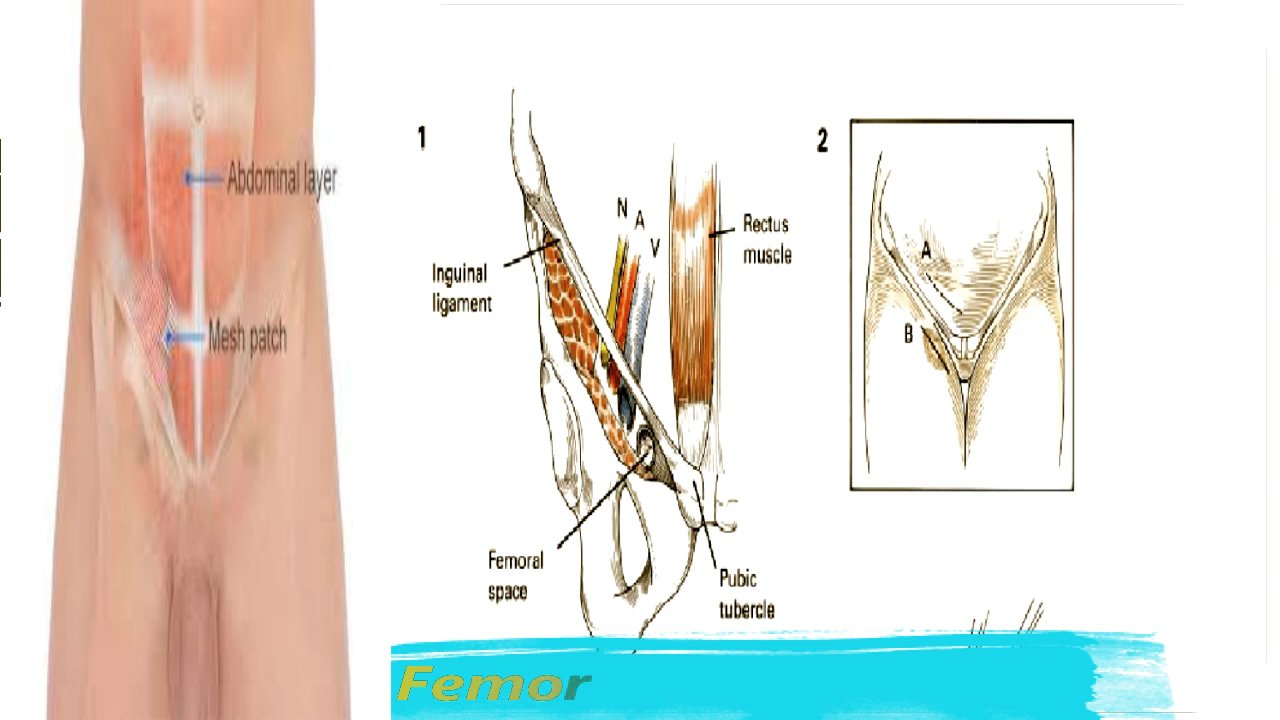 Abdominal layer
Mesh patch
1
N A V
Inguinal
ligament
Rectus
muscle
Femoral
space
Pubic
tubercle
2
A
B
Femor